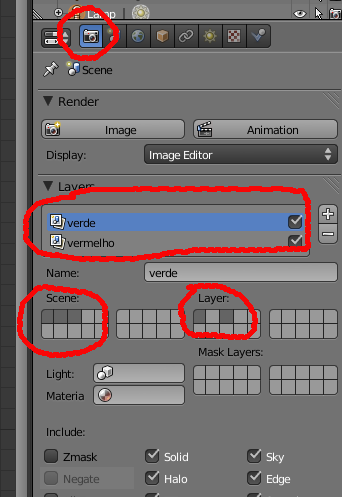 Lamp
Scene
Render
Image
Animation
Display:
Image Editor
Layers
verde
vermelho
Name:
verde
Scene:
Layer:
Mask Layers:
Light:
Materia
Include:
Zmask
Solid
Sky
Negate
Halo
Edge